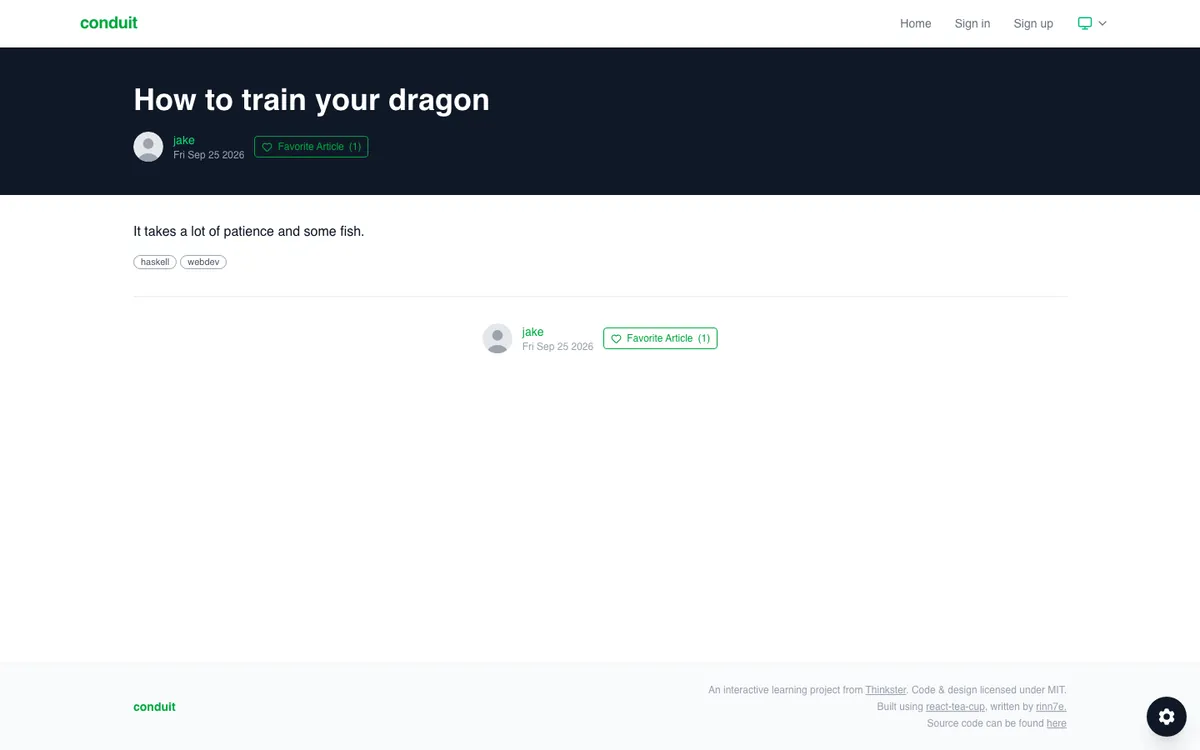 conduit
Home Sign in Sign up
How to train your dragon
jake
Fri Sep 25 2026
Favorite Article (1)
It takes a lot of patience and some fish.
haskell webdev
jake
Fri Sep 25 2026
Favorite Article (1)
conduit
An interactive learning project from Thinkster. Code & design licensed under MIT.
Built using react-tea-cup, written by rinn7e.
Source code can be found here